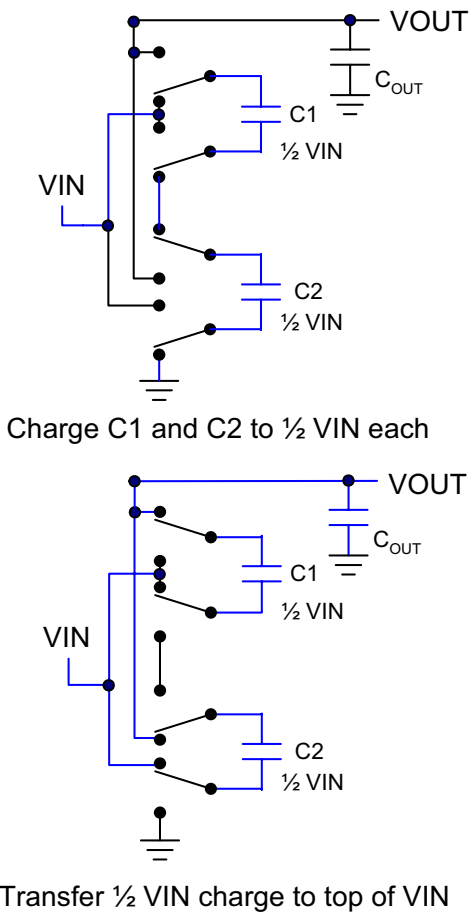 VOUT
C_OUT
C1
½ VIN
VIN
C2
½ VIN
Charge C1 and C2 to ½ VIN each
VOUT
C_OUT
C1
½ VIN
VIN
C2
½ VIN
Transfer ½ VIN charge to top of VIN